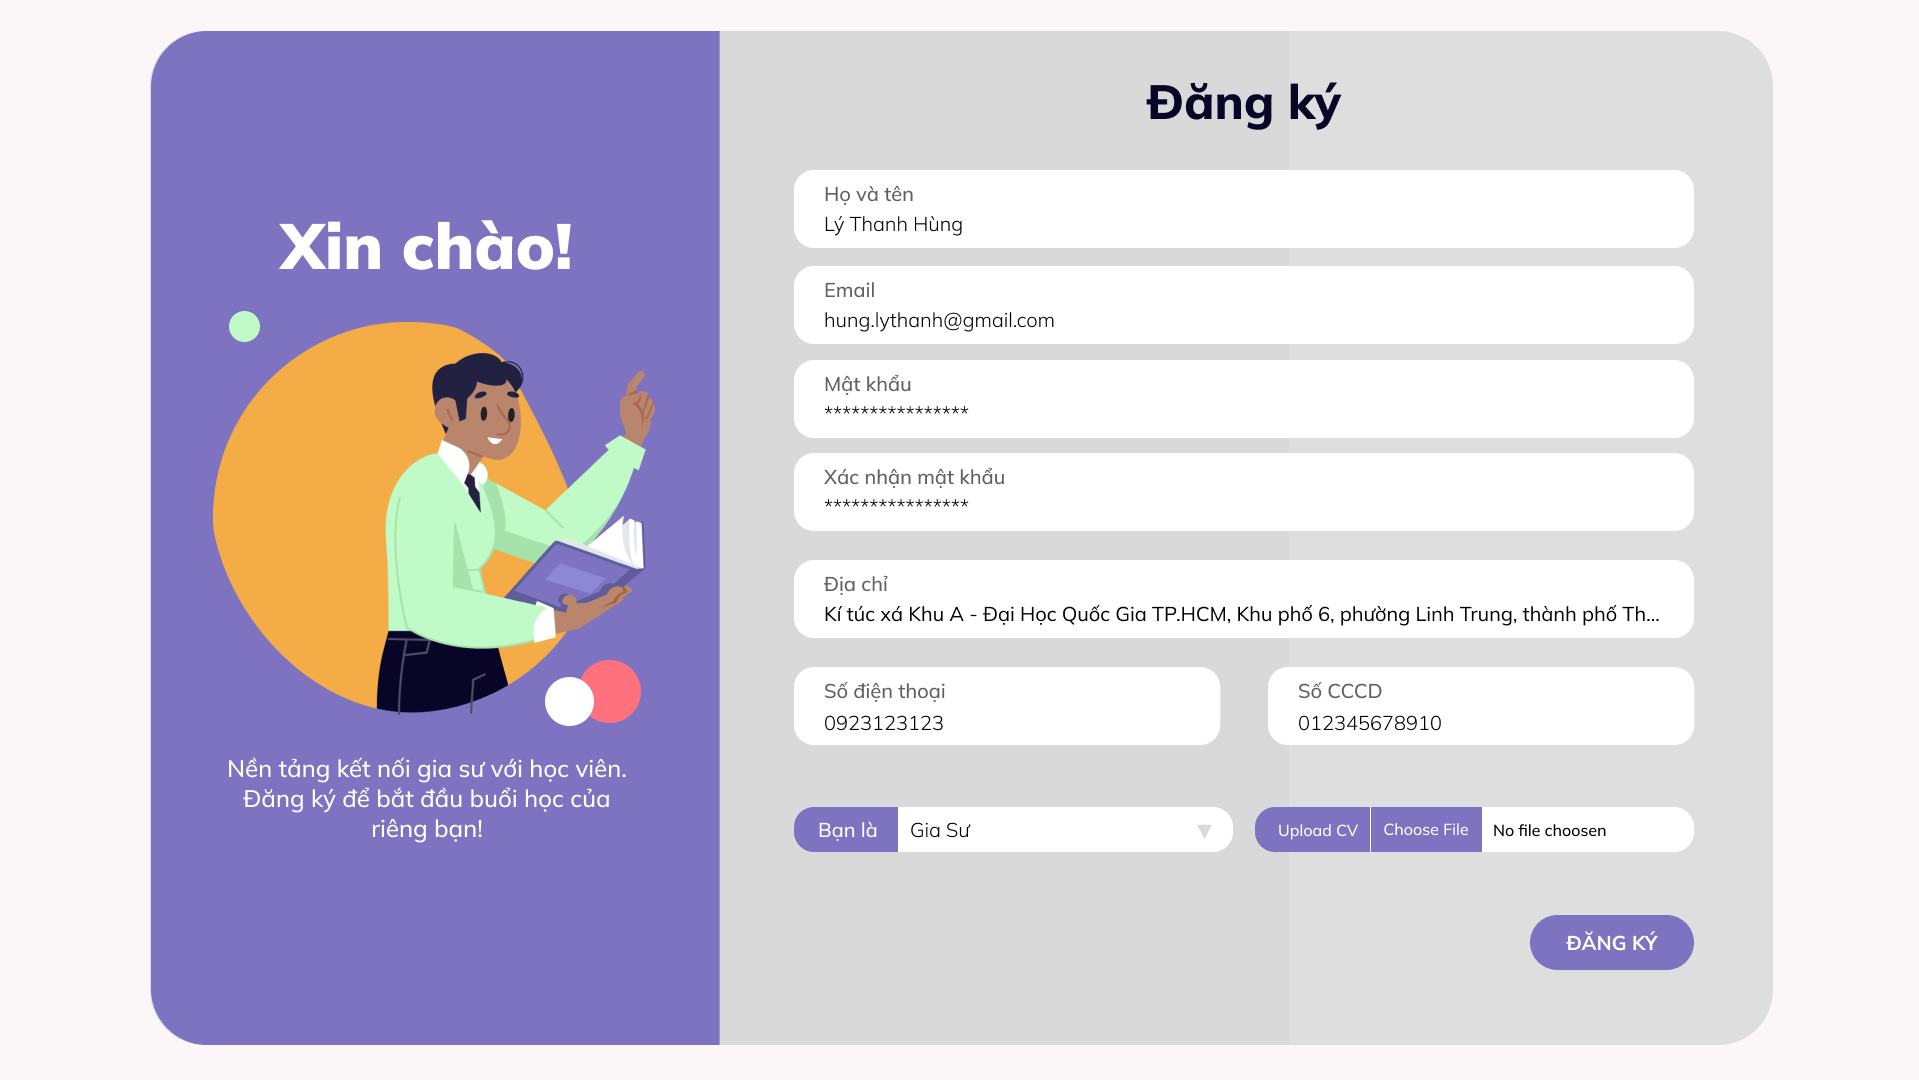 Xin chào!
Nền tảng kết nối gia sư với học viên.
Đăng ký để bắt đầu buổi học của
riêng bạn!
Đăng ký
Họ và tên
Lý Thanh Hùng
Email
hung.lythanh@gmail.com
Mật khẩu
****************
Xác nhận mật khẩu
****************
Địa chỉ
Kí túc xá Khu A - Đại Học Quốc Gia TP.HCM, Khu phố 6, phường Linh Trung, thành phố Th...
Số điện thoại
0923123123
Số CCCD
012345678910
Bạn là Gia Sư
Upload CV Choose File No file choosen
ĐĂNG KÝ